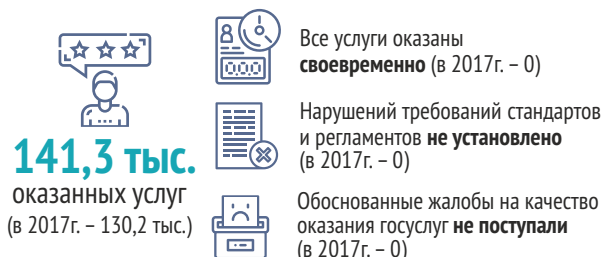 141,3 тыс.
оказанных услуг
(в 2017г. – 130,2 тыс.)
000
Все услуги оказаны
своевременно (в 2017г. – 0)
Нарушений требований стандартов
и регламентов не установлено
(в 2017г. – 0)
Обоснованные жалобы на качество
оказания госуслуг не поступали
(в 2017г. – 0)